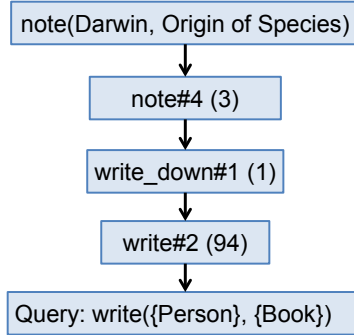 note(Darwin, Origin of Species)
note#4 (3)
write_down#1 (1)
write#2 (94)
Query: write({Person}, {Book})